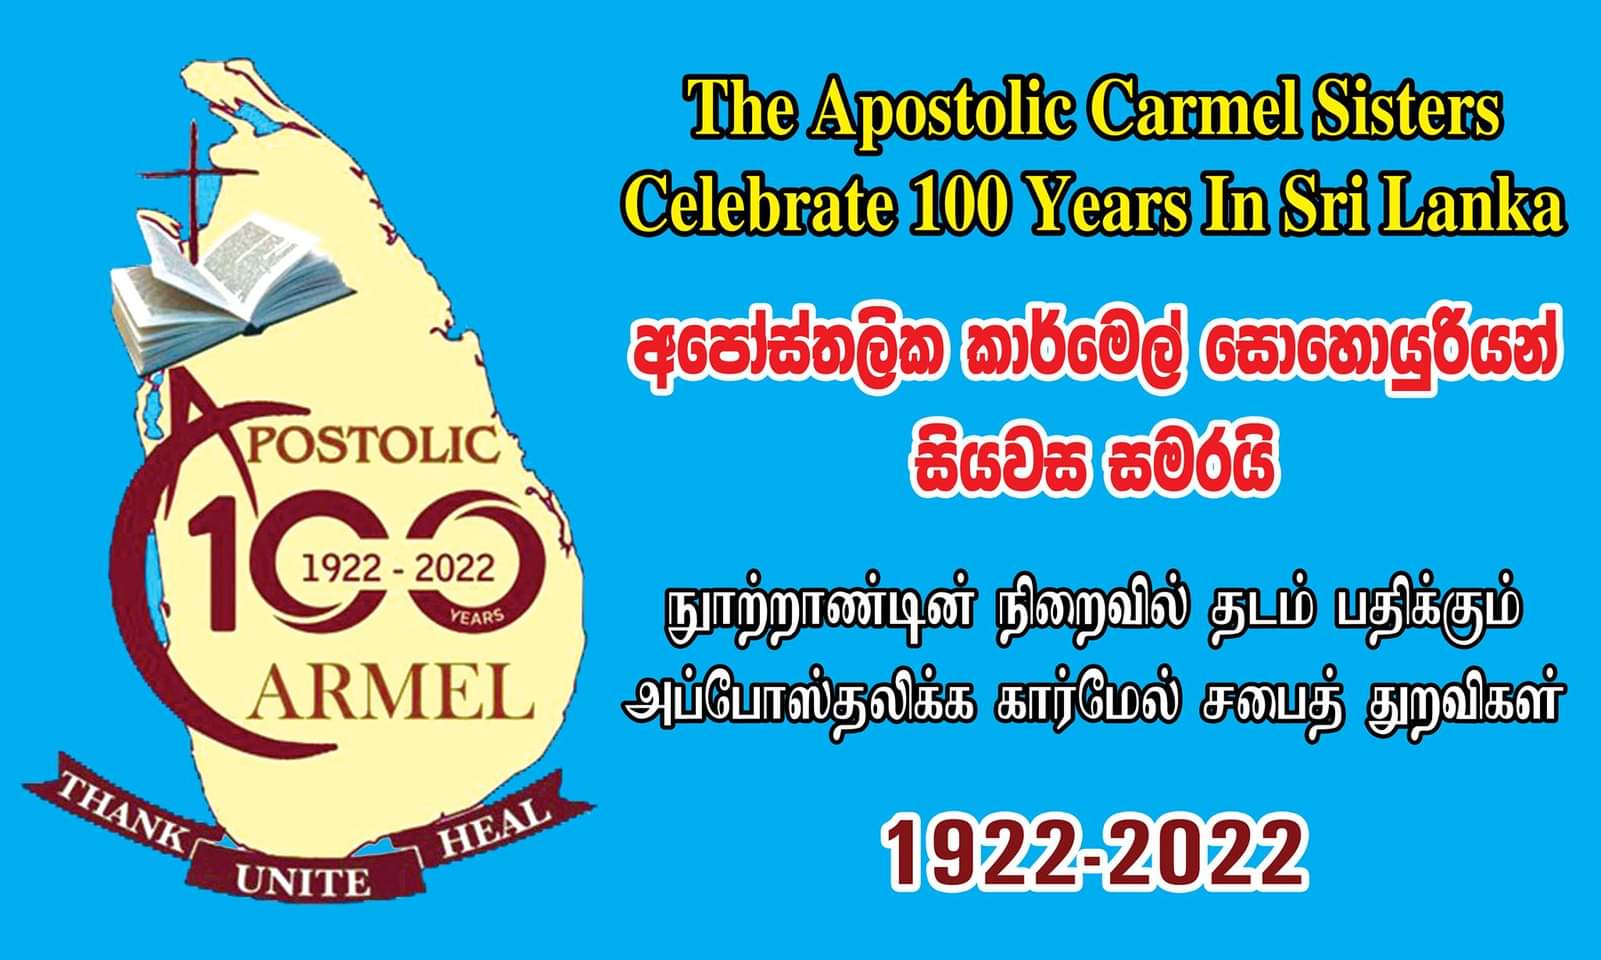 The Apostolic Carmel Sisters
Celebrate 100 Years In Sri Lanka
අපෝස්තලික කාර්මෙල් සොහොයුරියන්
සියවස සමරයි
நூற்றாண்டின் நிறைவில் தடம் பதிக்கும்
அப்போஸ்தலிக்க கார்மேல் சபைத் துறவிகள்
1922-2022
APOSTOLIC
100
1922 - 2022
YEARS
CARMEL
THANK
UNITE
HEAL